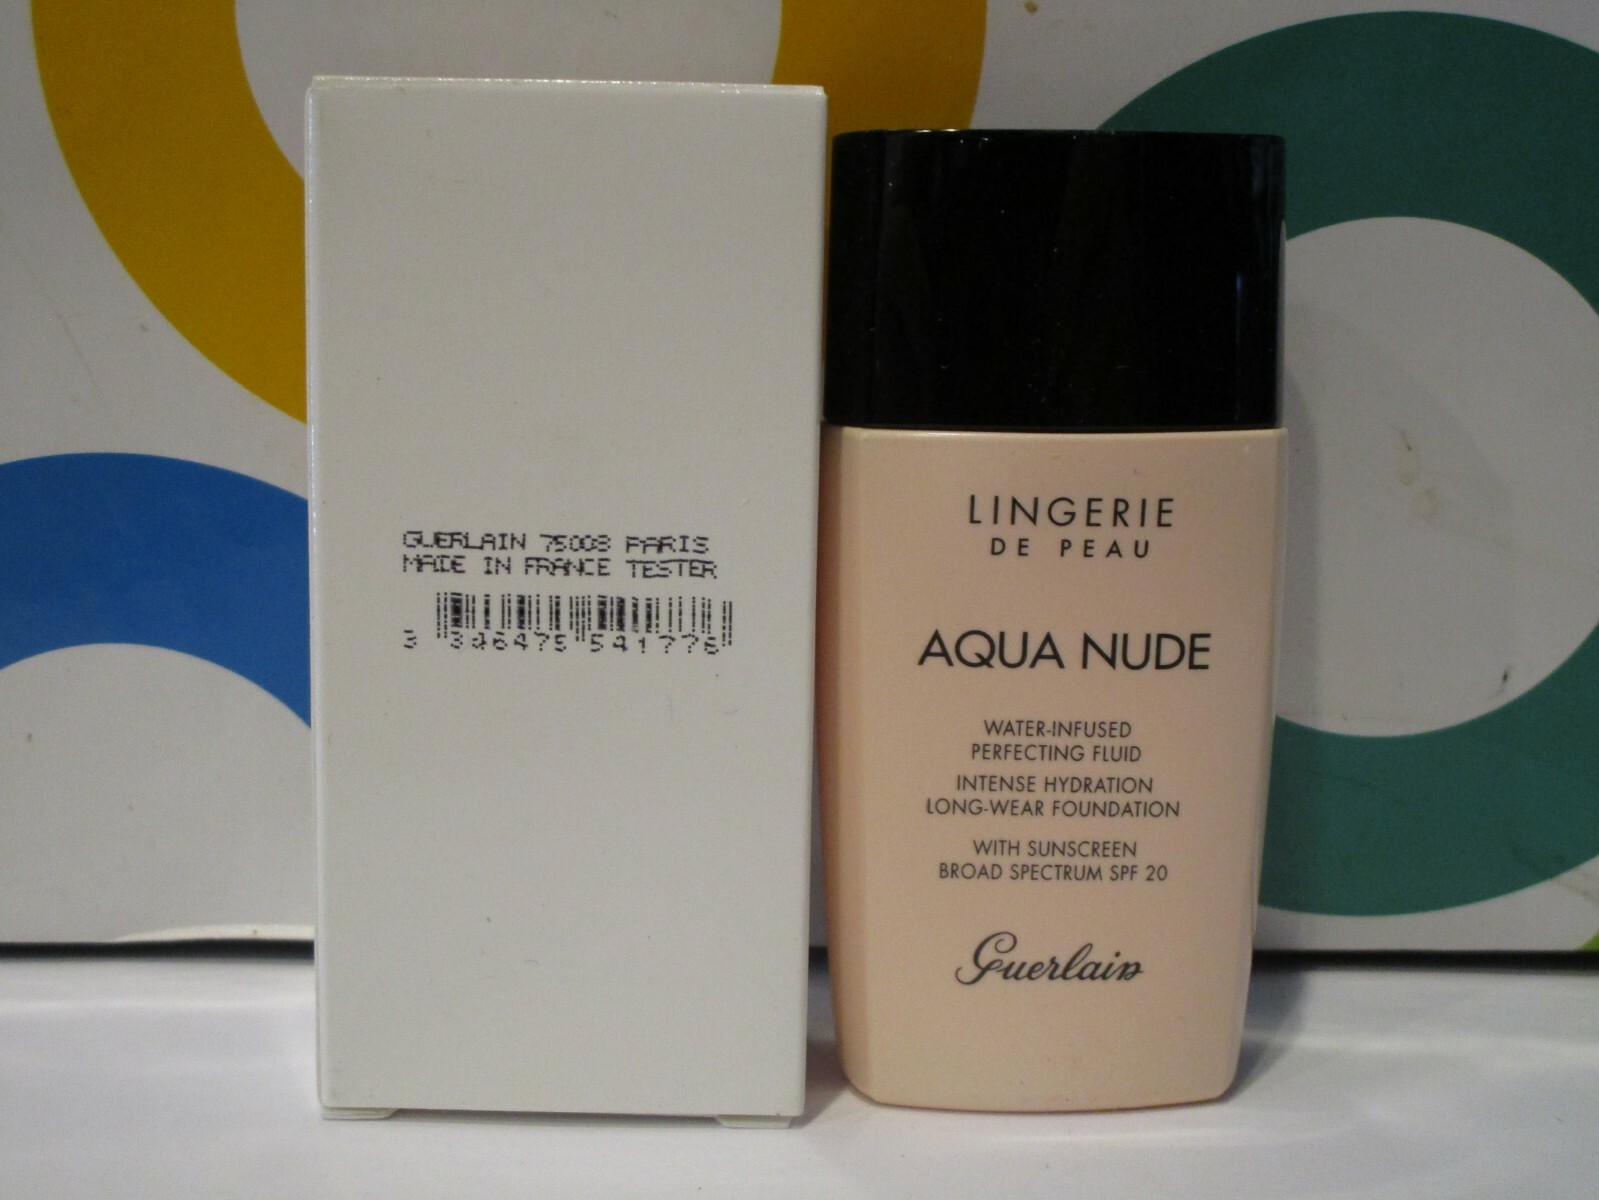 GUERLAIN 75008 PARIS
MADE IN FRANCE TESTER
3 346475 541776
LINGERIE
DE PEAU
AQUA NUDE
WATER-INFUSED
PERFECTING FLUID
INTENSE HYDRATION
LONG-WEAR FOUNDATION
WITH SUNSCREEN
BROAD SPECTRUM SPF 20
Guerlain